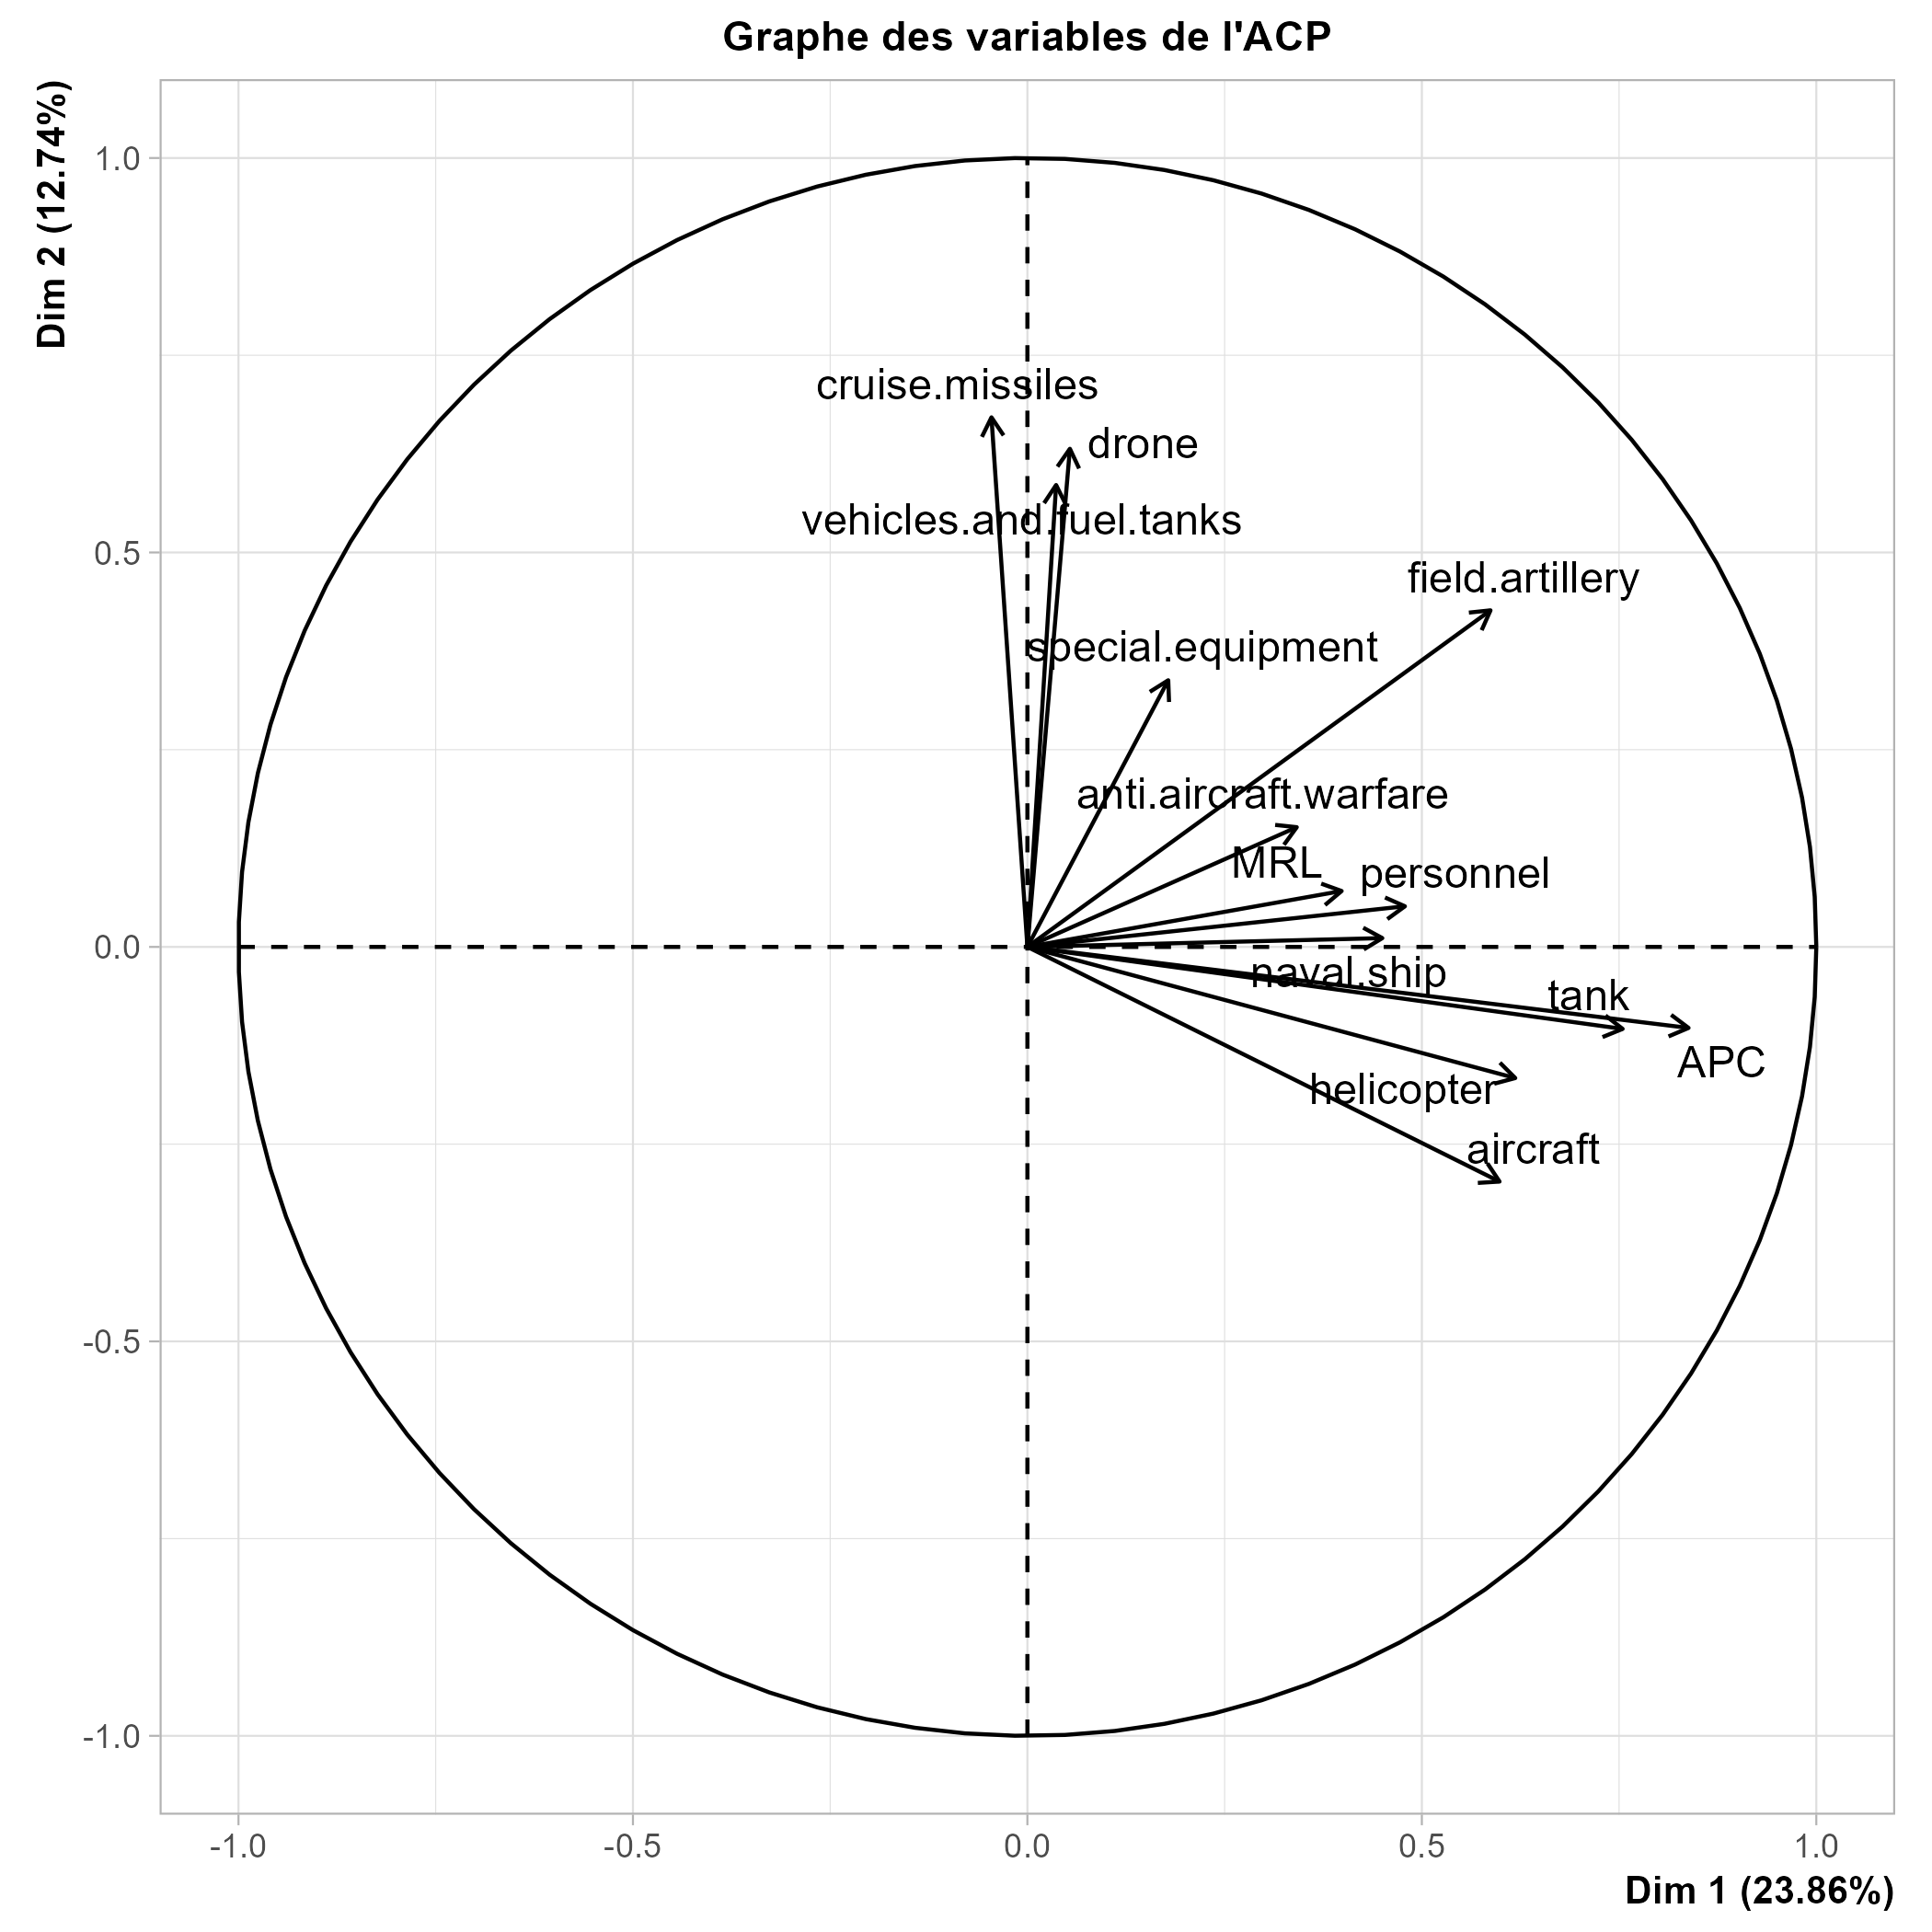 Graphe des variables de l'ACP
Dim 2 (12.74%)
1.0
cruise.missiles
drone
vehicles.and.fuel.tanks
0.5
field.artillery
special.equipment
anti.aircraft.warfare
MRL
personnel
0.0
naval.ship
tank
APC
helicopter
aircraft
-0.5
-1.0
-1.0
-0.5
0.0
0.5
1.0
Dim 1 (23.86%)